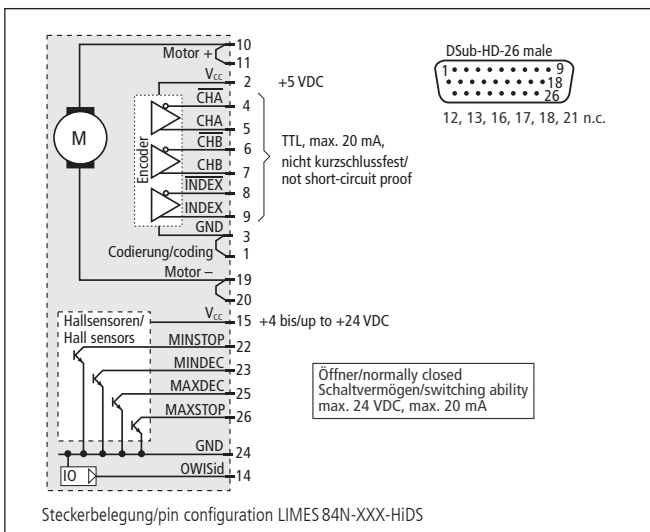 Motor +
10
11
VCC
2
+5 VDC
CHA
4
CHA
5
CHB
6
CHB
7
INDEX
8
INDEX
9
GND
3
Codierung/coding
1
Motor –
19
20
M
Encoder
TTL, max. 20 mA,
nicht kurzschlussfest/
not short-circuit proof
DSub-HD-26 male
1
9
18
26
12, 13, 16, 17, 18, 21 n.c.
Hallsensoren/
Hall sensors
VCC
15
+4 bis/up to +24 VDC
MINSTOP
22
MINDEC
23
MAXDEC
25
MAXSTOP
26
GND
24
IO
OWISid
14
Öffner/normally closed
Schaltvermögen/switching ability
max. 24 VDC, max. 20 mA
Steckerbelegung/pin configuration LIMES 84N-XXX-HiDS